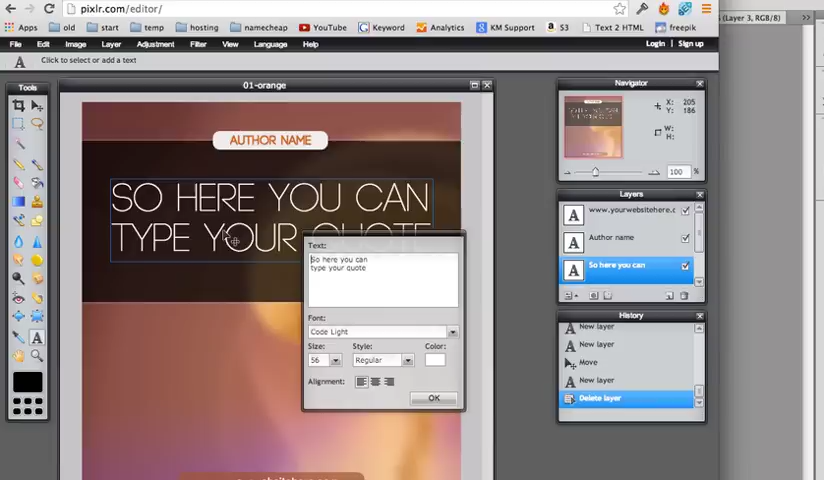 pixlr.com/editor/
(Layer 3, RGB/8)
Apps old start temp hosting namecheap YouTube Keyword Analytics KM Support S3 Text 2 HTML freepik
File Edit Image Layer Adjustment Filter View Language Help Login | Sign up
A Click to select or add a text
Tools
01-orange
AUTHOR NAME
SO HERE YOU CAN
TYPE YOUR QUOTE
Text:
So here you can
type your quote
Font:
Code Light
Size: Style: Color:
56 Regular
Alignment:
OK
Navigator
X: 205
Y: 186
W:
H:
100 %
Layers
A www.yourwebsitehere.c
A Author name
A So here you can
History
New layer
New layer
Move
New layer
Delete layer